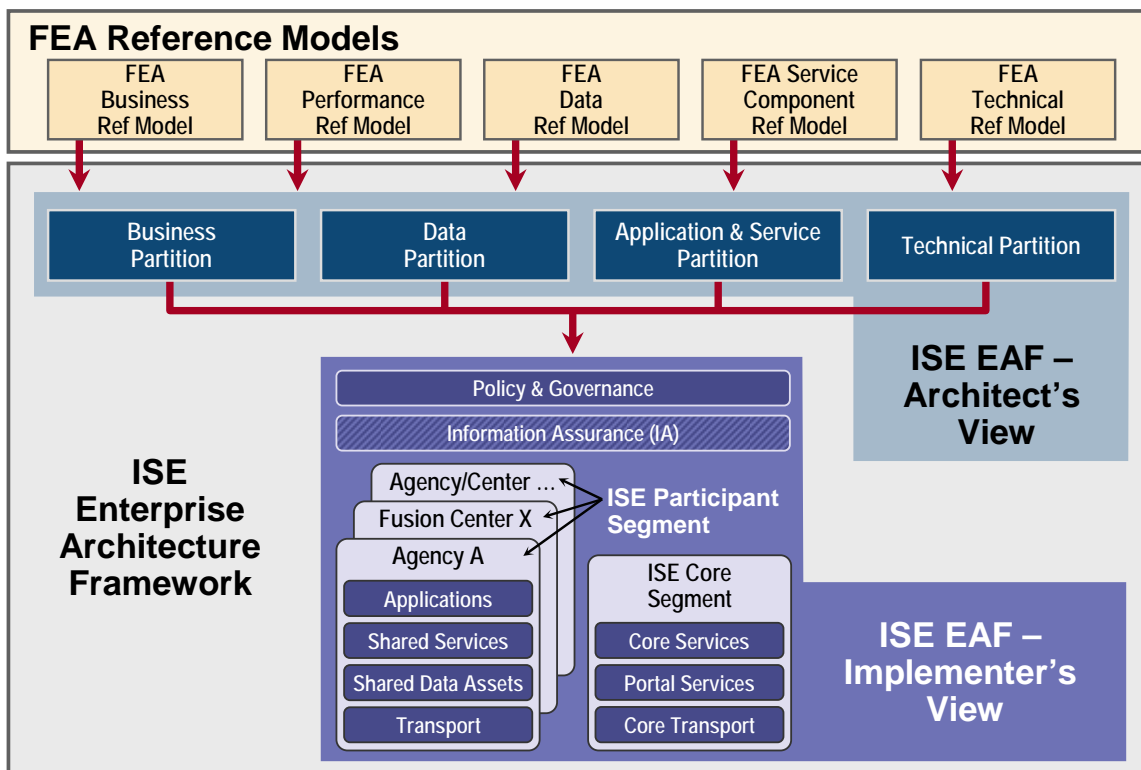 FEA Reference Models
FEA
Business
Ref Model
FEA
Performance
Ref Model
FEA
Data
Ref Model
FEA Service
Component
Ref Model
FEA
Technical
Ref Model
Business
Partition
Data
Partition
Application & Service
Partition
Technical Partition
ISE EAF –
Architect's
View
Policy & Governance
Information Assurance (IA)
ISE
Enterprise
Architecture
Framework
Agency/Center ...
Fusion Center X
Agency A
Applications
Shared Services
Shared Data Assets
Transport
ISE Participant
Segment
ISE Core
Segment
Core Services
Portal Services
Core Transport
ISE EAF –
Implementer's
View